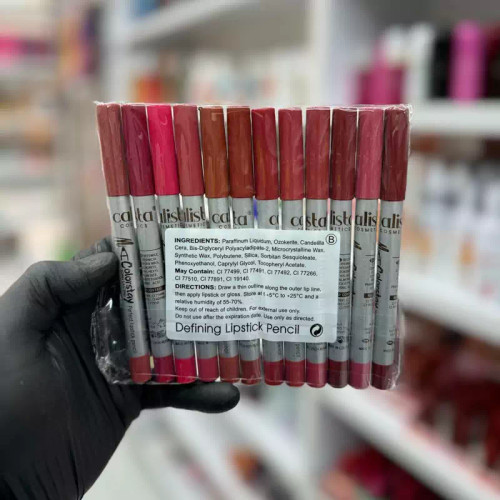 calista
COSMETICS
Colorstay
INGREDIENTS: Paraffinum Liquidum, Ozokerite, Candelilla
Cera, Bis-Diglyceryl Polyacyladipate-2, Microcrystalline Wax,
Synthetic Wax, Polybutene, Silica, Sorbitan Sesquioleate,
Phenoxyethanol, Caprylyl Glycol, Tocopheryl Acetate.
May Contain: CI 77499, CI 77491, CI 77492, CI 77266,
CI 77510, CI 77891, CI 19140
DIRECTIONS: Draw a thin outline along the outer lip line,
then apply lipstick or gloss. Store at t +5°C to +25°C and a
relative humidity of 55-70%.
Keep out of reach of children. For external use only.
Do not use after the expiration date. Use only as directed.
Defining Lipstick Pencil
B